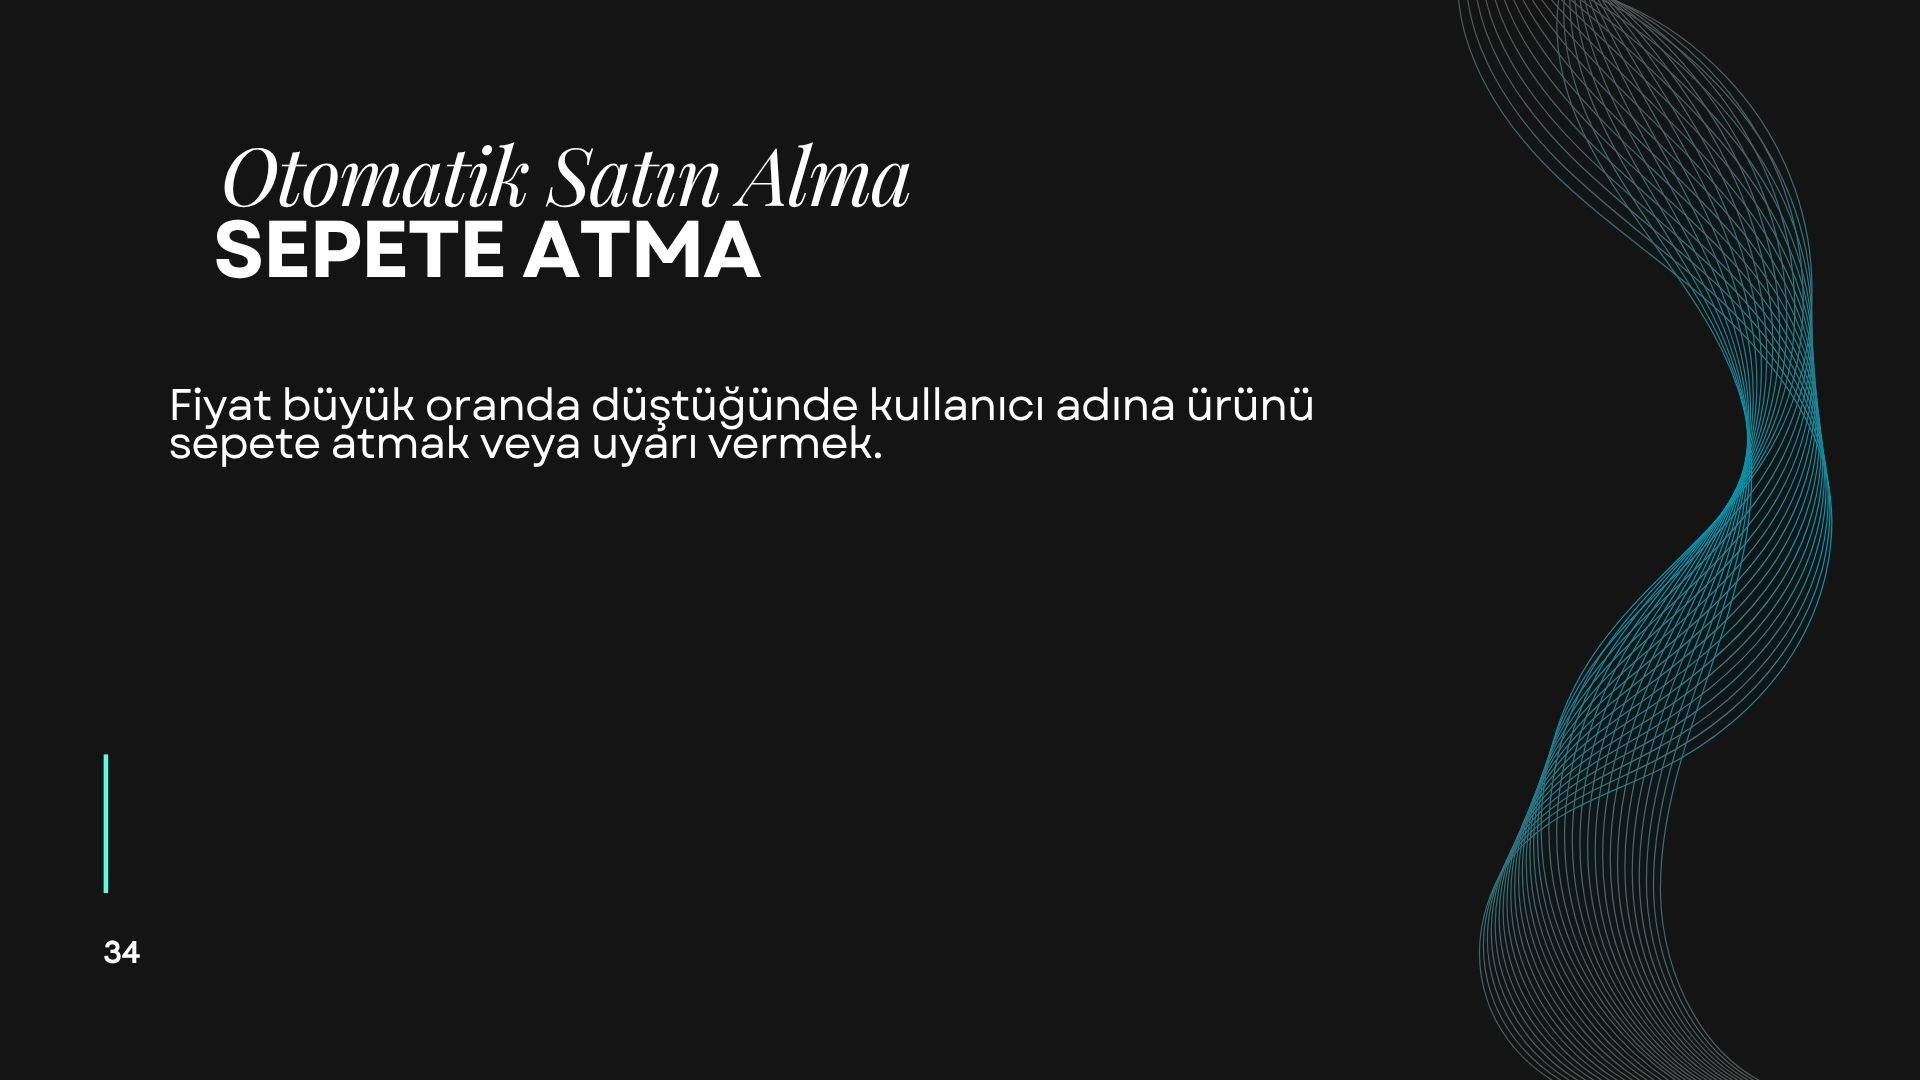 Otomatik Satın Alma
SEPETE ATMA
Fiyat büyük oranda düştüğünde kullanıcı adına ürünü
sepete atmak veya uyarı vermek.
34